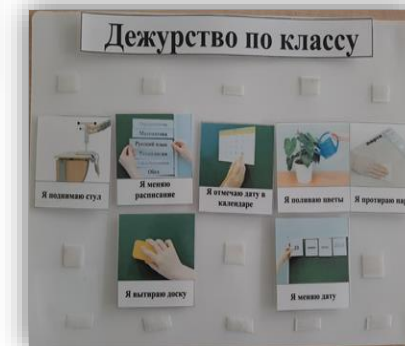 Дежурство по классу
Я поднимаю стул
Я меняю
расписание
Я отмечаю дату в
календаре
Я поливаю цветы
Я протираю
Математика
Русский язык
Я вытираю доску
Я меняю дату